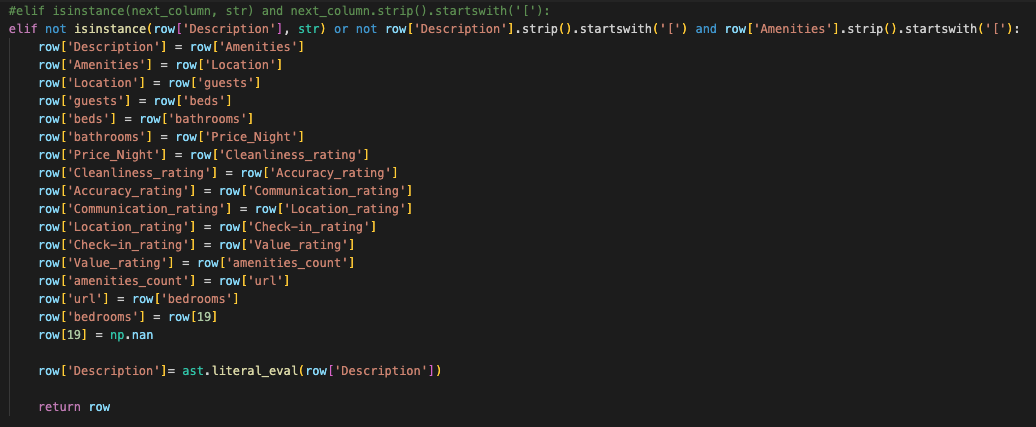 #elif isinstance(next_column, str) and next_column.strip().startswith('['):
elif not isinstance(row['Description'], str) or not row['Description'].strip().startswith('[') and row['Amenities'].strip().startswith('['):
row['Description'] = row['Amenities']
row['Amenities'] = row['Location']
row['Location'] = row['guests']
row['guests'] = row['beds']
row['beds'] = row['bathrooms']
row['bathrooms'] = row['Price_Night']
row['Price_Night'] = row['Cleanliness_rating']
row['Cleanliness_rating'] = row['Accuracy_rating']
row['Accuracy_rating'] = row['Communication_rating']
row['Communication_rating'] = row['Location_rating']
row['Location_rating'] = row['Check-in_rating']
row['Check-in_rating'] = row['Value_rating']
row['Value_rating'] = row['amenities_count']
row['amenities_count'] = row['url']
row['url'] = row['bedrooms']
row['bedrooms'] = row[19]
row[19] = np.nan
row['Description']= ast.literal_eval(row['Description'])
return row